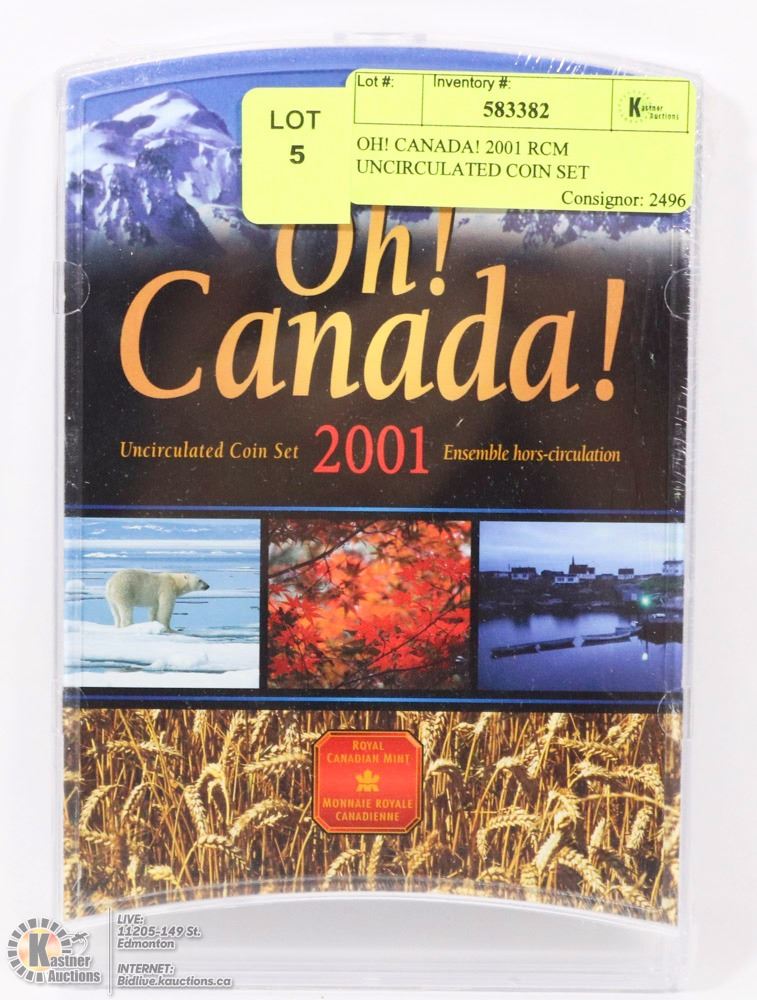 Lot #:
Inventory #:
583382
Kastner Auctions
LOT
5
OH! CANADA! 2001 RCM
UNCIRCULATED COIN SET
Consignor: 2496
Oh!
Canada!
Uncirculated Coin Set 2001 Ensemble hors-circulation
ROYAL
CANADIAN MINT
MONNAIE ROYALE
CANADIENNE
Kastner
Auctions
LIVE:
11205-149 St.
Edmonton
INTERNET:
Bidlive.kauctions.ca